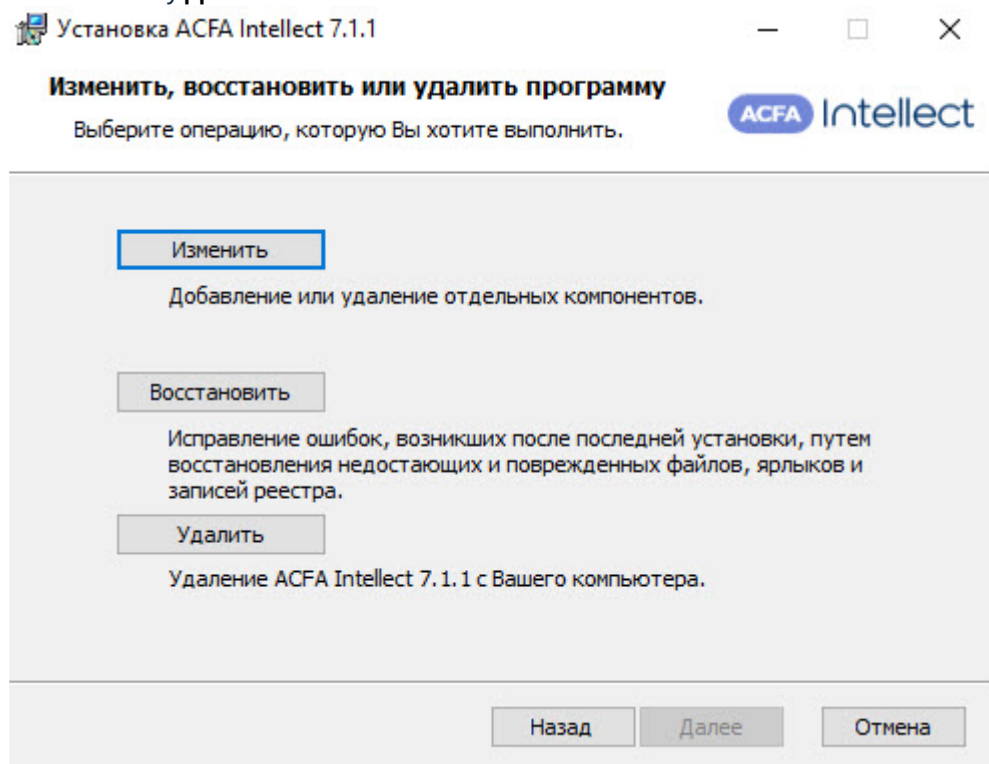 Установка ACFA Intellect 7.1.1
Изменить, восстановить или удалить программу
Выберите операцию, которую Вы хотите выполнить.
ACFA Intellect
Изменить
Добавление или удаление отдельных компонентов.
Восстановить
Исправление ошибок, возникших после последней установки, путем
восстановления недостающих и поврежденных файлов, ярлыков и
записей реестра.
Удалить
Удаление ACFA Intellect 7.1.1 с Вашего компьютера.
Назад Далее Отмена